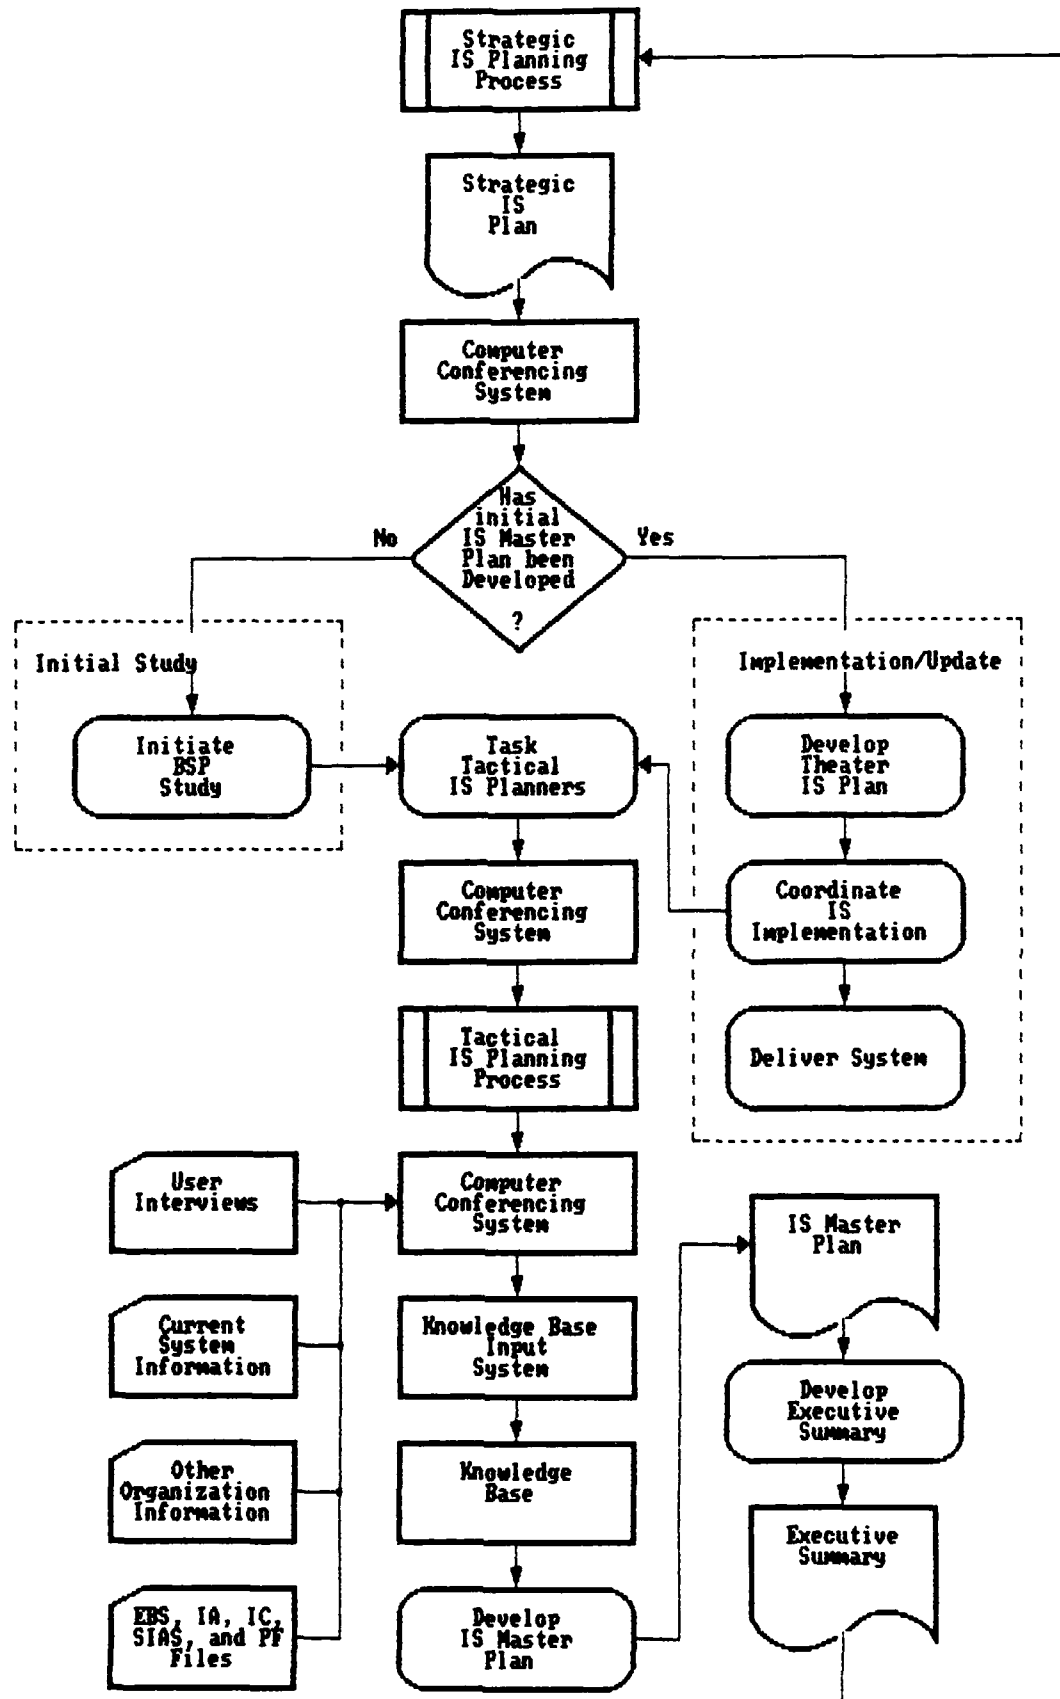 Strategic
IS Planning
Process
Strategic
IS
Plan
Computer
Conferencing
System
Has
initial
IS Master
Plan been
Developed
?
No
Yes
Initial Study
Implementation/Update
Initiate
BSP
Study
Task
Tactical
IS Planners
Develop
Theater
IS Plan
Computer
Conferencing
System
Coordinate
IS
Implementation
Tactical
IS Planning
Process
Deliver System
User
Interviews
Computer
Conferencing
System
IS Master
Plan
Current
System
Information
Knowledge Base
Input
System
Develop
Executive
Summary
Other
Organization
Information
Knowledge
Base
Executive
Summary
EBS, IA, IC,
SIAS, and PF
Files
Develop
IS Master
Plan